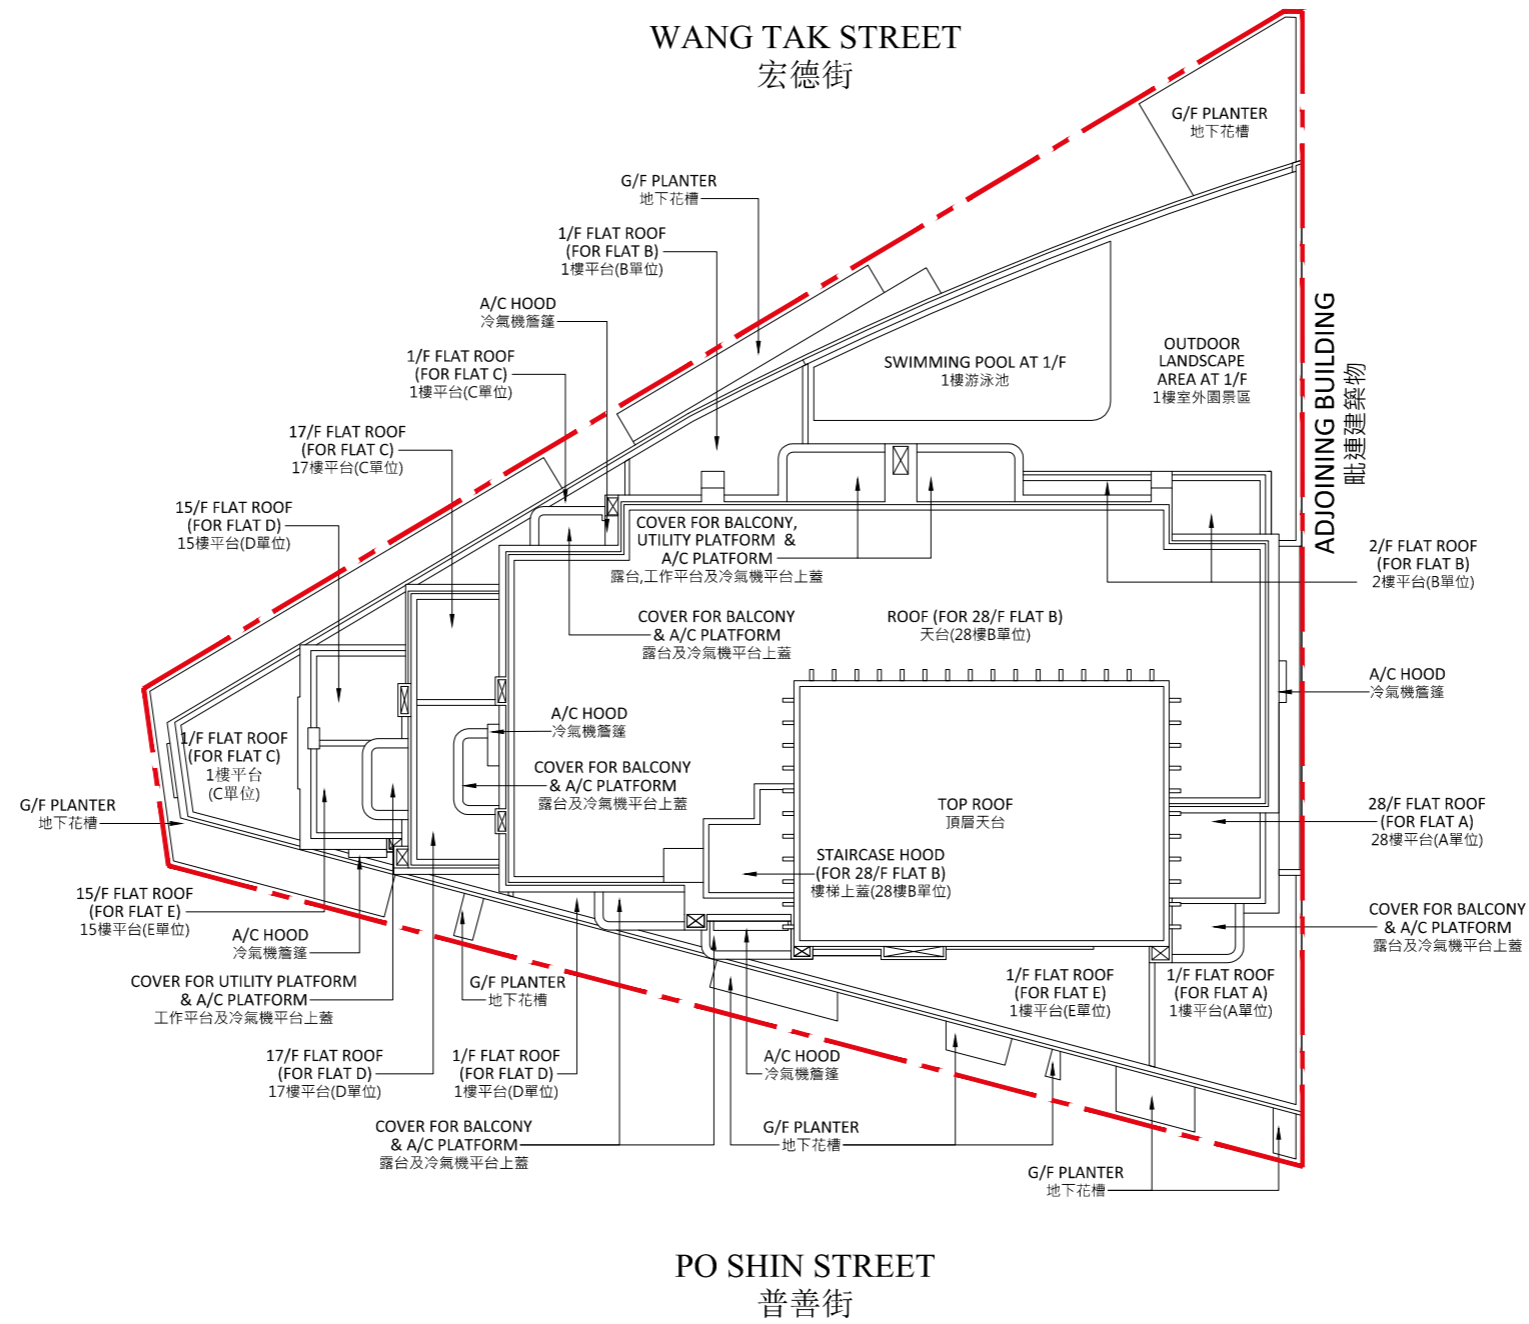 WANG TAK STREET
宏德街
G/F PLANTER
地下花槽
G/F PLANTER
地下花槽
1/F FLAT ROOF
(FOR FLAT B)
1樓平台(B單位)
A/C HOOD
冷氣機簷篷
1/F FLAT ROOF
(FOR FLAT C)
1樓平台(C單位)
17/F FLAT ROOF
(FOR FLAT C)
17樓平台(C單位)
15/F FLAT ROOF
(FOR FLAT D)
15樓平台(D單位)
SWIMMING POOL AT 1/F
1樓游泳池
OUTDOOR
LANDSCAPE
AREA AT 1/F
1樓室外園景區
ADJOINING BUILDING
毗連建築物
COVER FOR BALCONY,
UTILITY PLATFORM &
A/C PLATFORM
露台,工作平台及冷氣機平台上蓋
2/F FLAT ROOF
(FOR FLAT B)
2樓平台(B單位)
COVER FOR BALCONY
& A/C PLATFORM
露台及冷氣機平台上蓋
ROOF (FOR 28/F FLAT B)
天台(28樓B單位)
A/C HOOD
冷氣機簷篷
A/C HOOD
冷氣機簷篷
1/F FLAT ROOF
(FOR FLAT C)
1樓平台
(C單位)
COVER FOR BALCONY
& A/C PLATFORM
露台及冷氣機平台上蓋
G/F PLANTER
地下花槽
TOP ROOF
頂層天台
28/F FLAT ROOF
(FOR FLAT A)
28樓平台(A單位)
STAIRCASE HOOD
(FOR 28/F FLAT B)
樓梯上蓋(28樓B單位)
15/F FLAT ROOF
(FOR FLAT E)
15樓平台(E單位)
A/C HOOD
冷氣機簷篷
COVER FOR BALCONY
& A/C PLATFORM
露台及冷氣機平台上蓋
COVER FOR UTILITY PLATFORM
& A/C PLATFORM
工作平台及冷氣機平台上蓋
G/F PLANTER
地下花槽
1/F FLAT ROOF
(FOR FLAT E)
1樓平台(E單位)
1/F FLAT ROOF
(FOR FLAT A)
1樓平台(A單位)
17/F FLAT ROOF
(FOR FLAT D)
17樓平台(D單位)
1/F FLAT ROOF
(FOR FLAT D)
1樓平台(D單位)
A/C HOOD
冷氣機簷篷
COVER FOR BALCONY
& A/C PLATFORM
露台及冷氣機平台上蓋
G/F PLANTER
地下花槽
G/F PLANTER
地下花槽
PO SHIN STREET
普善街